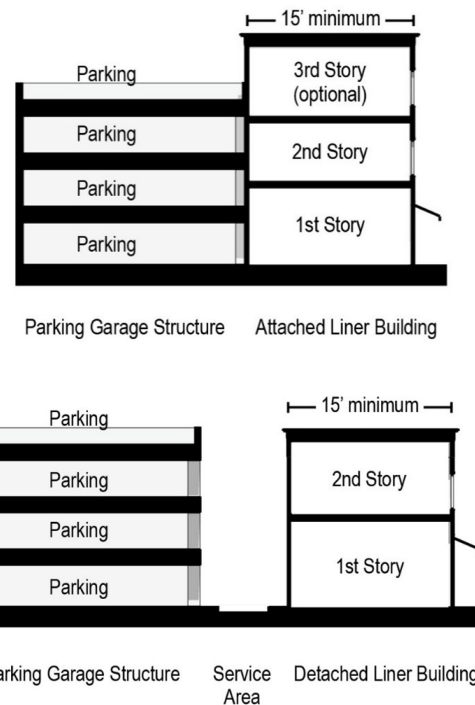 15’ minimum
Parking
3rd Story
(optional)
Parking
2nd Story
Parking
1st Story
Parking
Parking Garage Structure
Attached Liner Building
15’ minimum
Parking
Parking
2nd Story
Parking
1st Story
Parking
arking Garage Structure
Service
Area
Detached Liner Building